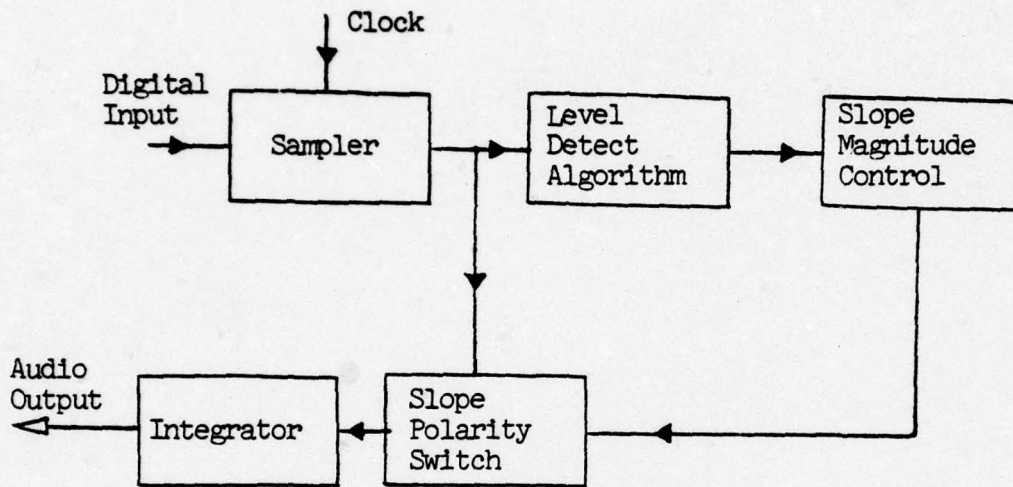 Clock
Digital
Input
Sampler
Level
Detect
Algorithm
Slope
Magnitude
Control
Audio
Output
Integrator
Slope
Polarity
Switch